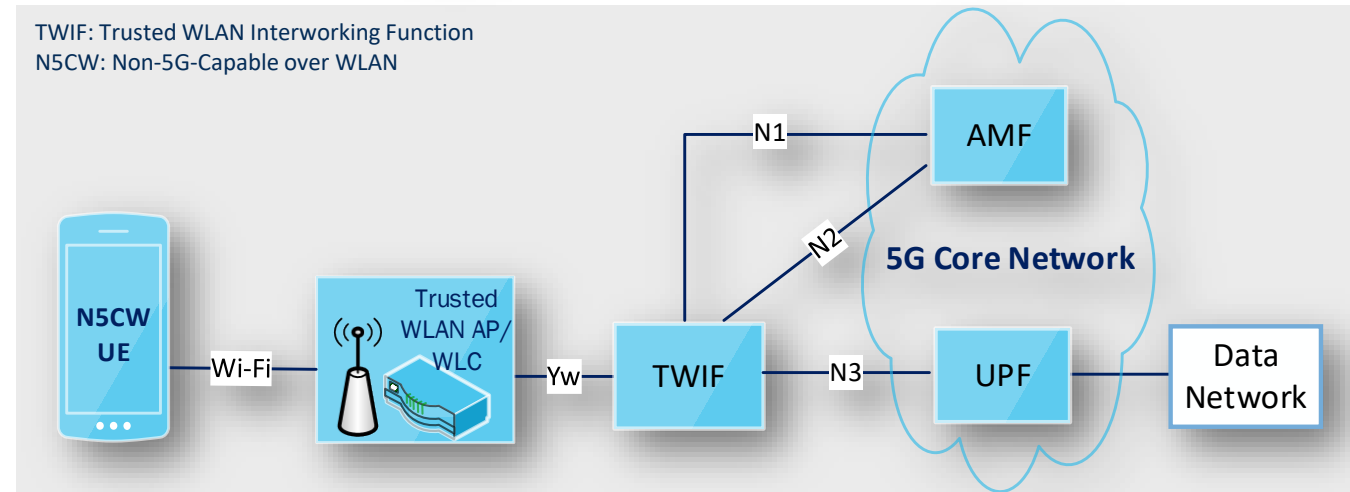 TWIF: Trusted WLAN Interworking Function
N5CW: Non-5G-Capable over WLAN
N1
AMF
N2
5G Core Network
N5CW
UE
Wi-Fi
Trusted
WLAN AP/
WLC
Yw
TWIF
N3
UPF
Data
Network